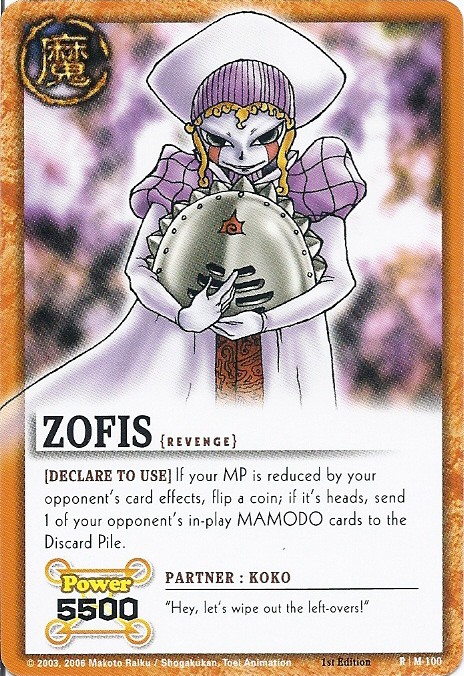 魔
ZOFIS {REVENGE}
[DECLARE TO USE] If your MP is reduced by your
opponent's card effects, flip a coin; if it's heads, send
1 of your opponent's in-play MAMODO cards to the
Discard Pile.
Power
5500
PARTNER : KOKO
"Hey, let's wipe out the left-overs!"
© 2003, 2006 Makoto Raiku / Shogakukan, Toei Animation 1st Edition R | M-100